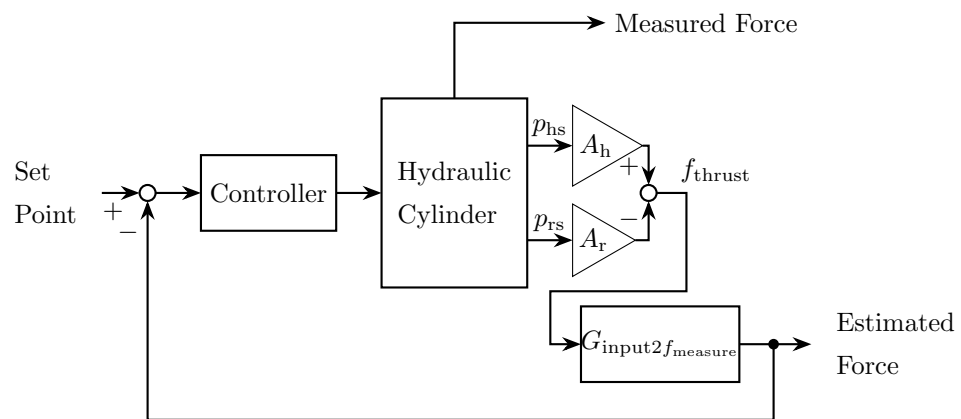 Measured Force
p_hs
A_h
+
Set
Point
+
−
Controller
Hydraulic
Cylinder
f_thrust
−
p_rs
A_r
G_input2f_measure
Estimated
Force